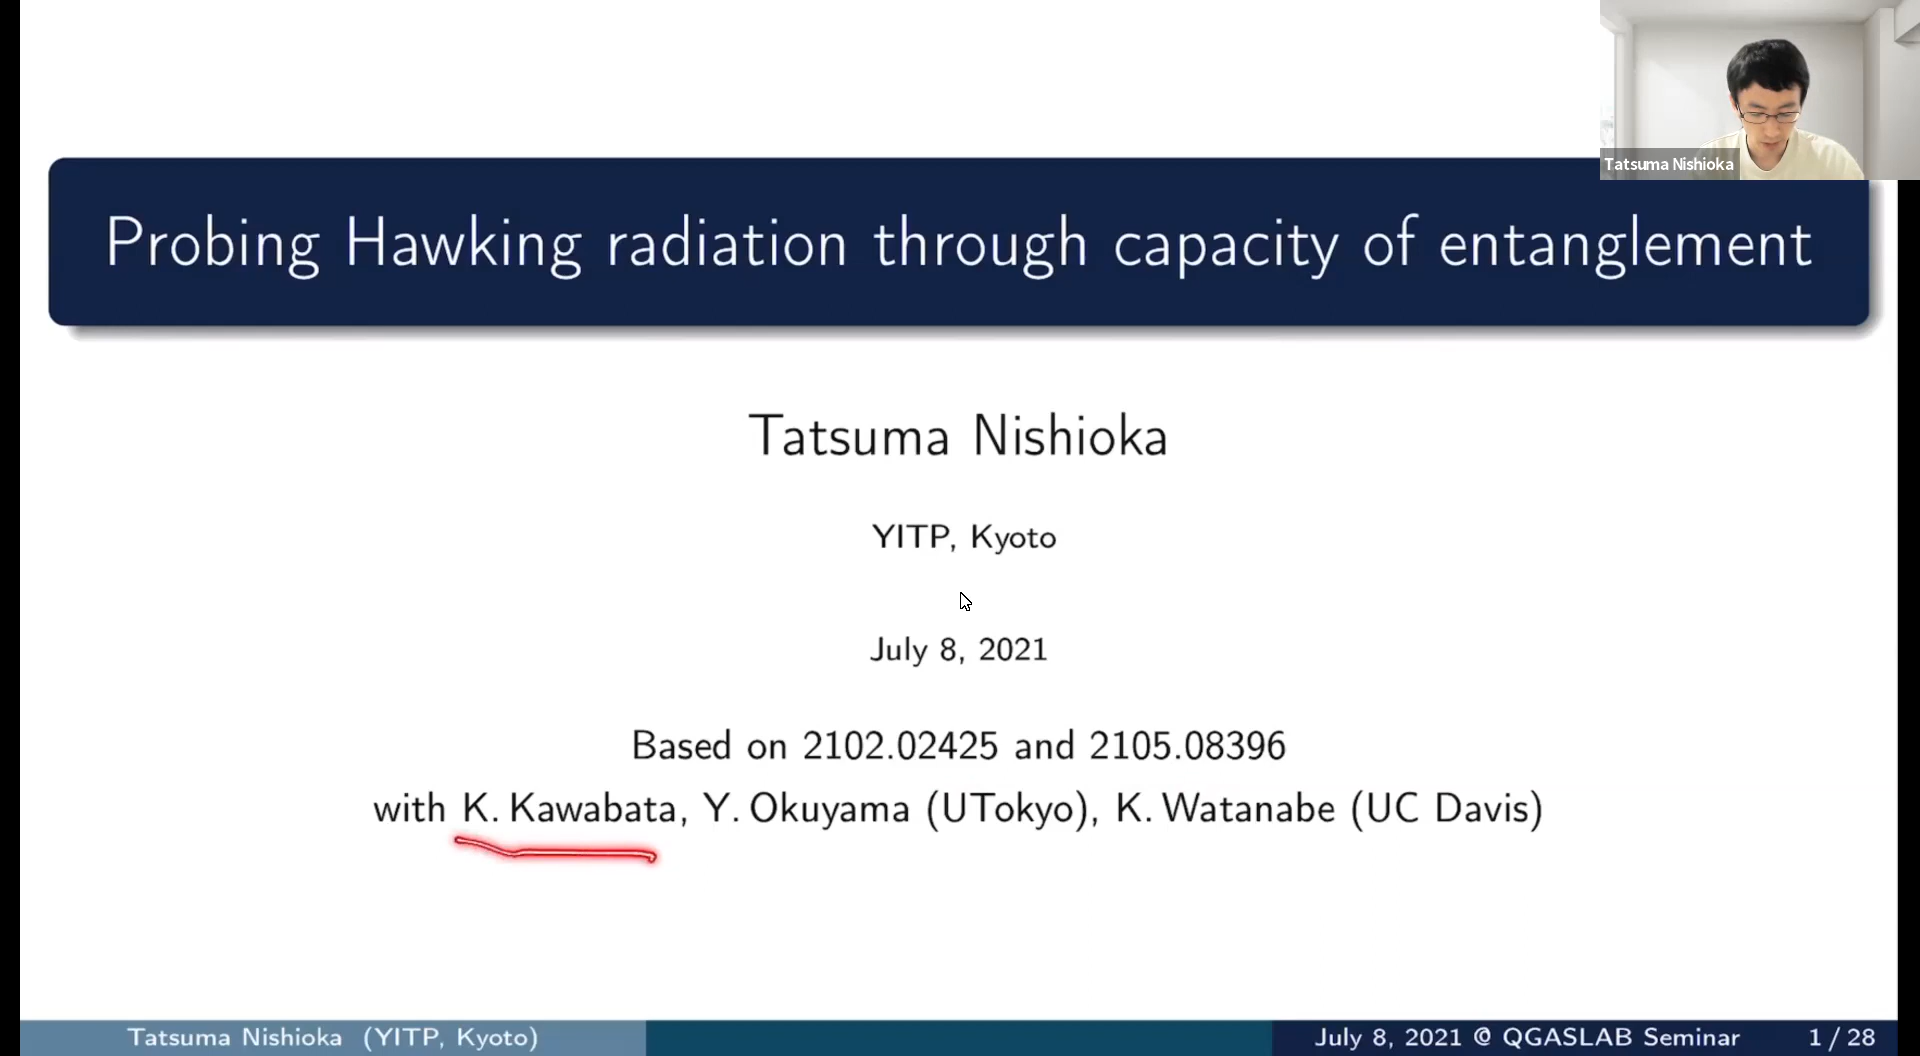 Tatsuma Nishioka
Probing Hawking radiation through capacity of entanglement
Tatsuma Nishioka
YITP, Kyoto
July 8, 2021
Based on 2102.02425 and 2105.08396
with K. Kawabata, Y. Okuyama (UTokyo), K. Watanabe (UC Davis)
Tatsuma Nishioka (YITP, Kyoto) July 8, 2021 @ QGASLAB Seminar 1 / 28